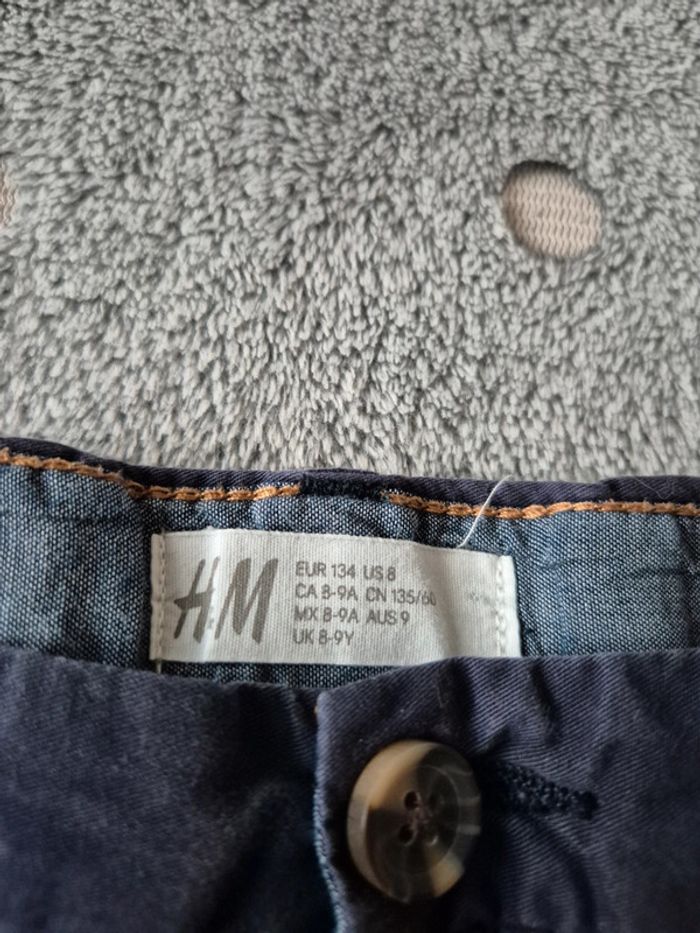 H&M
EUR 134 US 8
CA 8-9A CN 135/60
MX 8-9A AUS 9
UK 8-9Y